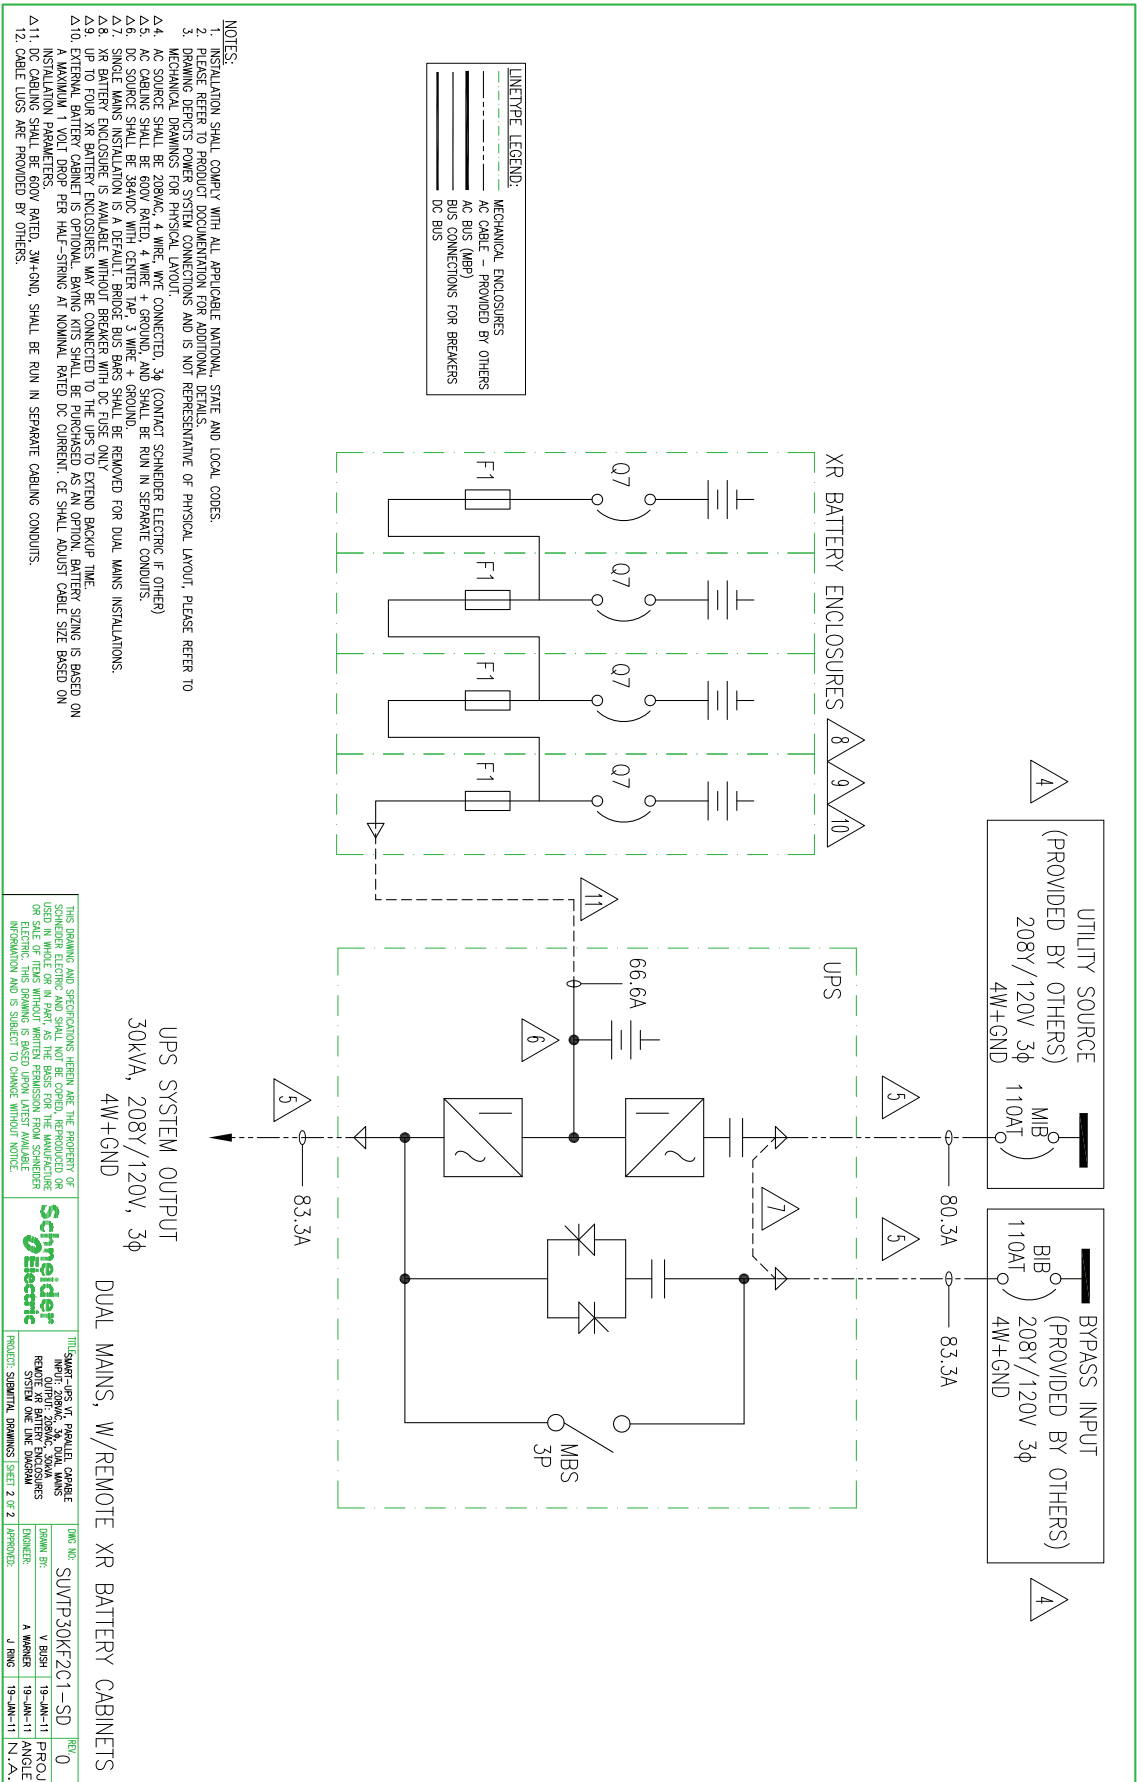 UTILITY SOURCE
(PROVIDED BY OTHERS)
208Y/120V 3ϕ
4W+GND
MIB
110AT
BYPASS INPUT
(PROVIDED BY OTHERS)
208Y/120V 3ϕ
4W+GND
BIB
110AT
4
4
5
80.3A
5
83.3A
XR BATTERY ENCLOSURES
8
9
10
Q7
Q7
Q7
Q7
F1
F1
F1
F1
11
UPS
66.6A
6
7
MBS
3P
5
83.3A
UPS SYSTEM OUTPUT
30kVA, 208Y/120V, 3ϕ
4W+GND
DUAL MAINS, W/REMOTE XR BATTERY CABINETS
LINETYPE LEGEND:
MECHANICAL ENCLOSURES
AC CABLE – PROVIDED BY OTHERS
AC BUS (MBP)
BUS CONNECTIONS FOR BREAKERS
DC BUS
NOTES:
1. INSTALLATION SHALL COMPLY WITH ALL APPLICABLE NATIONAL, STATE AND LOCAL CODES.
2. PLEASE REFER TO PRODUCT DOCUMENTATION FOR ADDITIONAL DETAILS.
3. DRAWING DEPICTS POWER SYSTEM CONNECTIONS AND IS NOT REPRESENTATIVE OF PHYSICAL LAYOUT, PLEASE REFER TO
MECHANICAL DRAWINGS FOR PHYSICAL LAYOUT.
Δ4. AC SOURCE SHALL BE 208VAC, 4 WIRE, WYE CONNECTED, 3ϕ (CONTACT SCHNEIDER ELECTRIC IF OTHER)
Δ5. AC CABLING SHALL BE 600V RATED, 4 WIRE + GROUND, AND SHALL BE RUN IN SEPARATE CONDUITS.
Δ6. DC SOURCE SHALL BE 384VDC WITH CENTER TAP, 3 WIRE + GROUND.
Δ7. SINGLE MAINS INSTALLATION IS A DEFAULT. BRIDGE BUS BARS SHALL BE REMOVED FOR DUAL MAINS INSTALLATIONS.
Δ8. XR BATTERY ENCLOSURE IS AVAILABLE WITHOUT BREAKER WITH DC FUSE ONLY
Δ9. UP TO FOUR XR BATTERY ENCLOSURES MAY BE CONNECTED TO THE UPS TO EXTEND BACKUP TIME.
Δ10. EXTERNAL BATTERY CABINET IS OPTIONAL. BAYING KITS SHALL BE PURCHASED AS AN OPTION. BATTERY SIZING IS BASED ON
A MAXIMUM 1 VOLT DROP PER HALF-STRING AT NOMINAL RATED DC CURRENT. CE SHALL ADJUST CABLE SIZE BASED ON
INSTALLATION PARAMETERS.
Δ11. DC CABLING SHALL BE 600V RATED, 3W+GND, SHALL BE RUN IN SEPARATE CABLING CONDUITS.
12. CABLE LUGS ARE PROVIDED BY OTHERS.
THIS DRAWING AND SPECIFICATIONS HEREIN ARE THE PROPERTY OF
SCHNEIDER ELECTRIC AND SHALL NOT BE COPIED, REPRODUCED OR
USED IN WHOLE OR IN PART, AS THE BASIS FOR THE MANUFACTURE
OR SALE OF ITEMS WITHOUT WRITTEN PERMISSION FROM SCHNEIDER
ELECTRIC. THIS DRAWING IS BASED UPON LATEST AVAILABLE
INFORMATION AND IS SUBJECT TO CHANGE WITHOUT NOTICE.
Schneider
Electric
TITLE: SMART-UPS VT, PARALLEL CAPABLE
INPUT: 208VAC, 3ϕ, DUAL MAINS
OUTPUT: 208VAC, 30kVA
REMOTE XR BATTERY ENCLOSURES
SYSTEM ONE LINE DIAGRAM
PROJECT: SUBMITTAL DRAWINGS
SHEET 2 OF 2
DWG NO: SUVTP30KF2C1-SD
REV: 0
DRAWN BY: V BUSH 19-JAN-11
ENGINEER: A WARNER 19-JAN-11
APPROVED: J RING 19-JAN-11
PROJ
ANGLE
N.A.